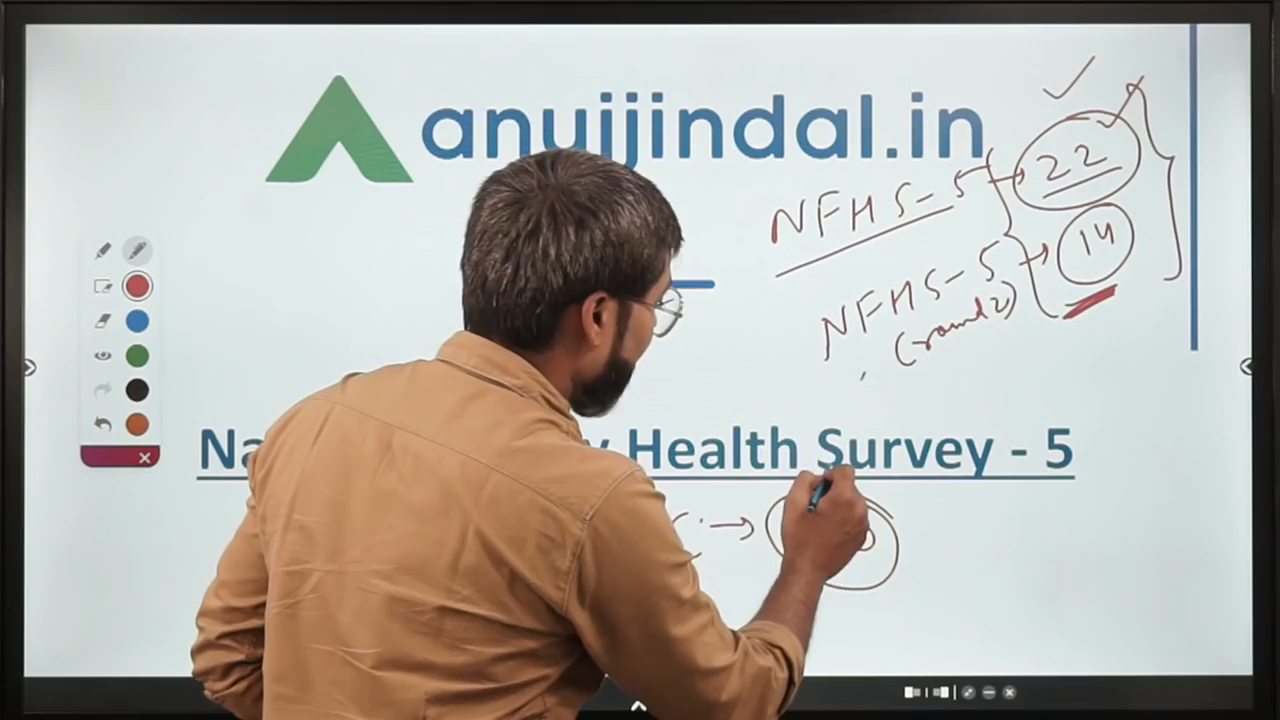 anujjindal.in
NFHS-5 → 22
NFHS-5 → 14
(round 2)
Health Survey - 5